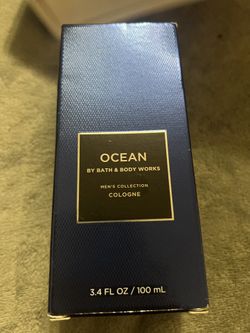 OCEAN
BY BATH & BODY WORKS
MEN'S COLLECTION
COLOGNE
3.4 FL OZ / 100 mL